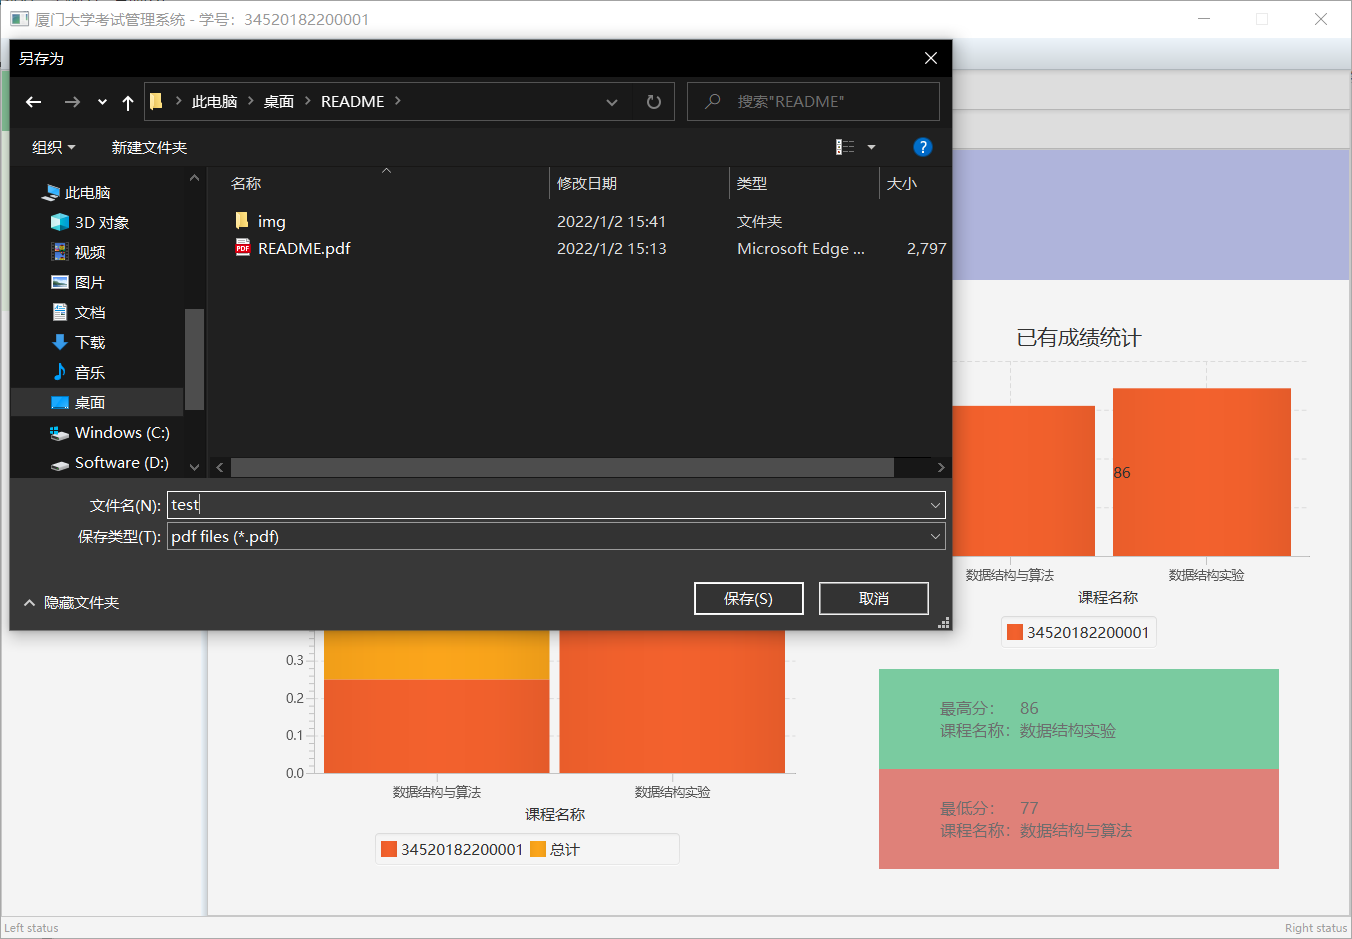 厦门大学考试管理系统 - 学号：34520182200001
另存为
此电脑 桌面 README
搜索"README"
组织 新建文件夹
名称 修改日期 类型 大小
img 2022/1/2 15:41 文件夹
README.pdf 2022/1/2 15:13 Microsoft Edge ... 2,797
此电脑
3D 对象
视频
图片
文档
下载
音乐
桌面
Windows (C:)
Software (D:)
文件名(N): test
保存类型(T): pdf files (*.pdf)
隐藏文件夹
保存(S) 取消
已有成绩统计
86
数据结构与算法 数据结构实验
课程名称
34520182200001
0.3
0.2
0.1
0.0
数据结构与算法 数据结构实验
课程名称
34520182200001 总计
最高分： 86
课程名称：数据结构实验
最低分： 77
课程名称：数据结构与算法
Left status Right status